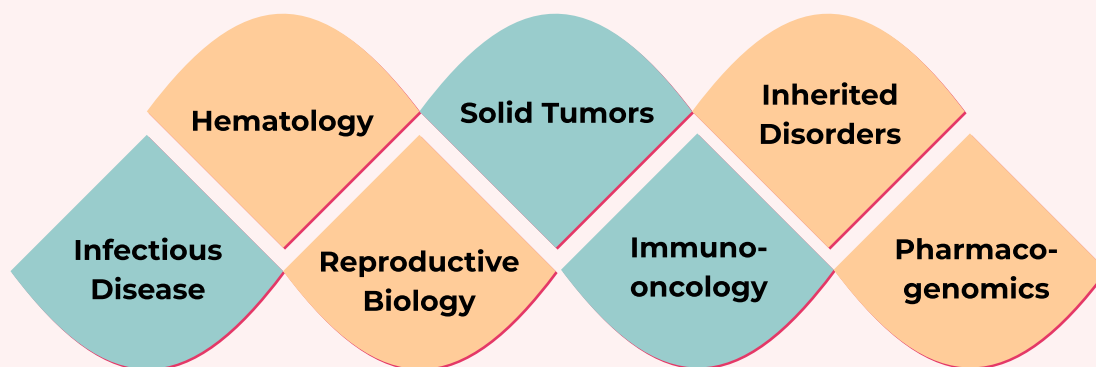 Hematology
Solid Tumors
Inherited
Disorders
Infectious
Disease
Reproductive
Biology
Immuno-
oncology
Pharmaco-
genomics